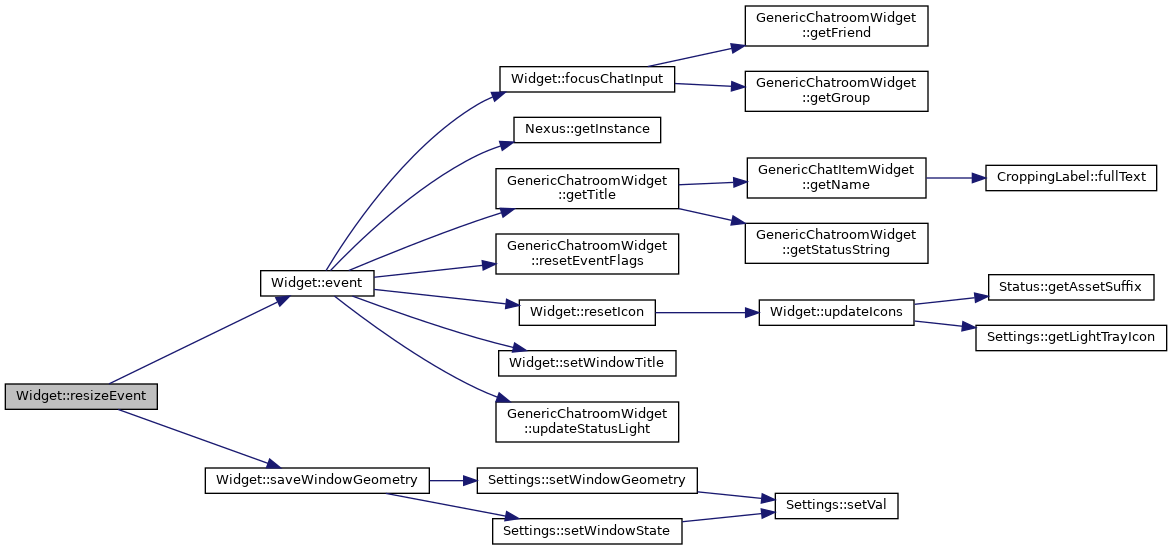 GenericChatroomWidget
::getFriend
Widget::focusChatInput
GenericChatroomWidget
::getGroup
Nexus::getInstance
GenericChatroomWidget
::getTitle
GenericChatItemWidget
::getName
CroppingLabel::fullText
GenericChatroomWidget
::getStatusString
GenericChatroomWidget
::resetEventFlags
Widget::event
Widget::resetIcon
Widget::updateIcons
Status::getAssetSuffix
Settings::getLightTrayIcon
Widget::setWindowTitle
Widget::resizeEvent
GenericChatroomWidget
::updateStatusLight
Widget::saveWindowGeometry
Settings::setWindowGeometry
Settings::setVal
Settings::setWindowState